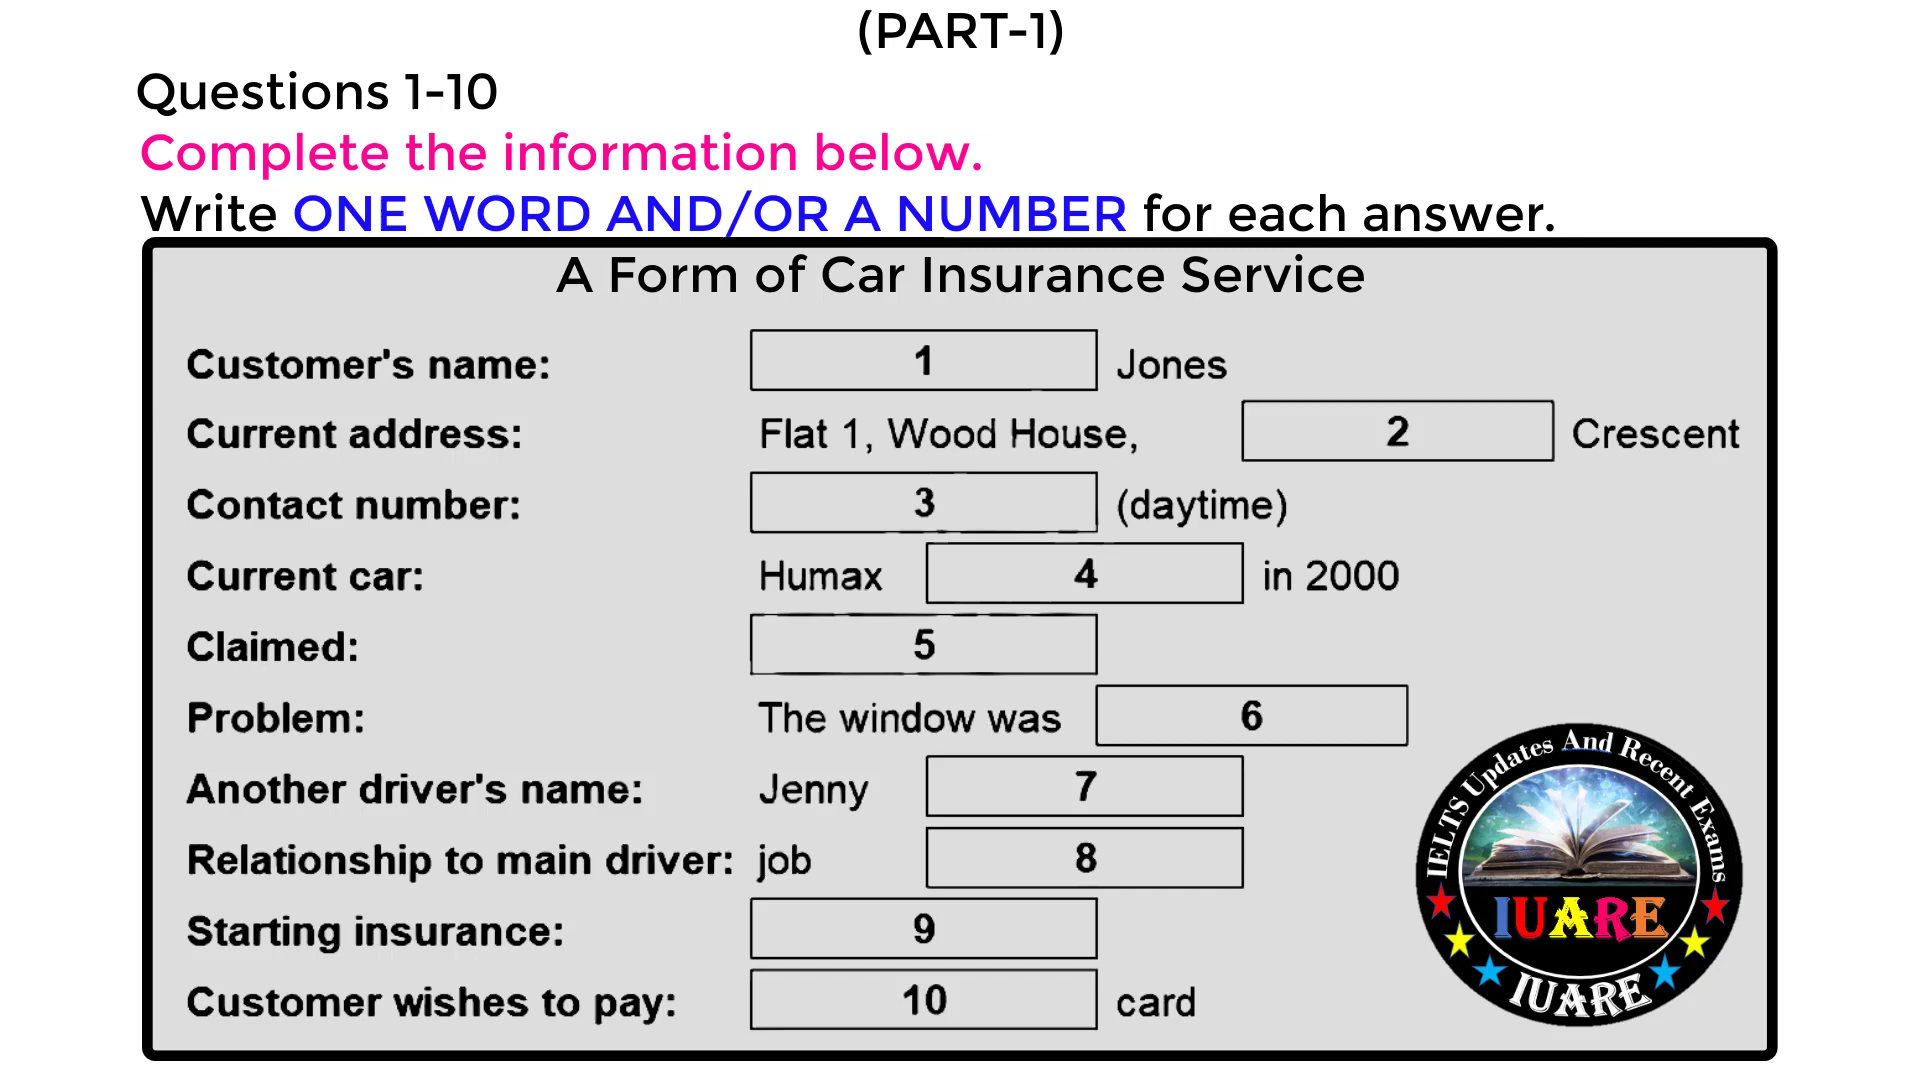 (PART-1)
Questions 1-10
Complete the information below.
Write ONE WORD AND/OR A NUMBER for each answer.
A Form of Car Insurance Service
Customer's name: 1 Jones
Current address: Flat 1, Wood House, 2 Crescent
Contact number: 3 (daytime)
Current car: Humax 4 in 2000
Claimed: 5
Problem: The window was 6
Another driver's name: Jenny 7
Relationship to main driver: job 8
Starting insurance: 9
Customer wishes to pay: 10 card
IELTS Updates And Recent Exams
IUARE
IUARE